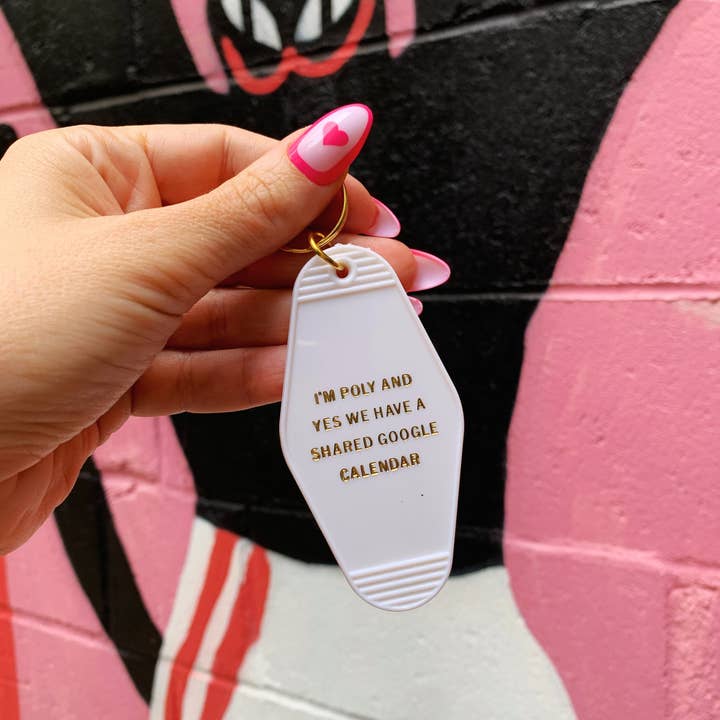 I'M POLY AND
YES WE HAVE A
SHARED GOOGLE
CALENDAR